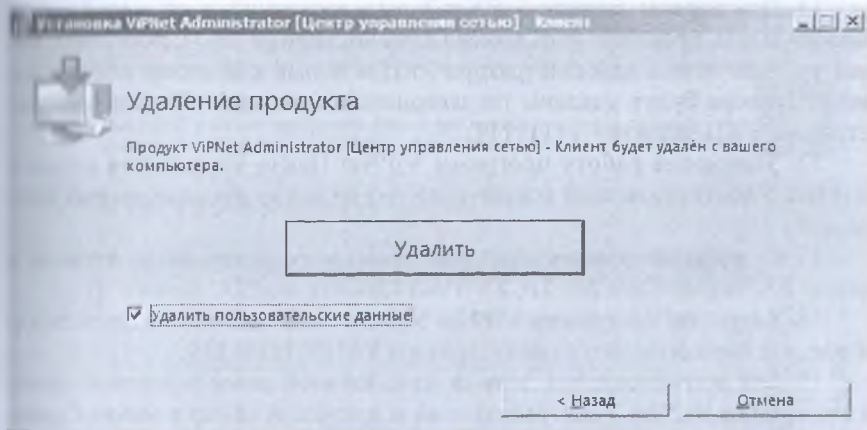 Установка ViPNet Administrator [Центр управления сетью] - Клиент
Удаление продукта
Продукт ViPNet Administrator [Центр управления сетью] - Клиент будет удалён с вашего
компьютера.
Удалить
Удалить пользовательские данные
< Назад
Отмена